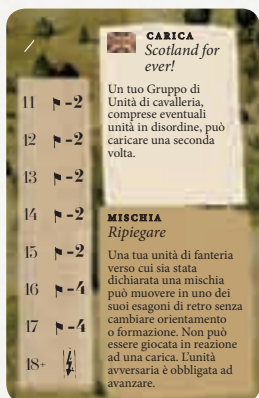 CARICA
Scotland for
ever!
Un tuo Gruppo di
Unità di cavalleria,
comprese eventuali
unità in disordine, può
caricare una seconda
volta.
11 -2
12 -2
13 -2
14 -2
15 -2
16 -4
17 -4
18+
MISCHIA
Ripiegare
Una tua unità di fanteria
verso cui sia stata
dichiarata una mischia
può muovere in uno dei
suoi esagoni di retro senza
cambiare orientamento
o formazione. Non può
essere giocata in reazione
ad una carica. L'unità
avversaria è obbligata ad
avanzare.